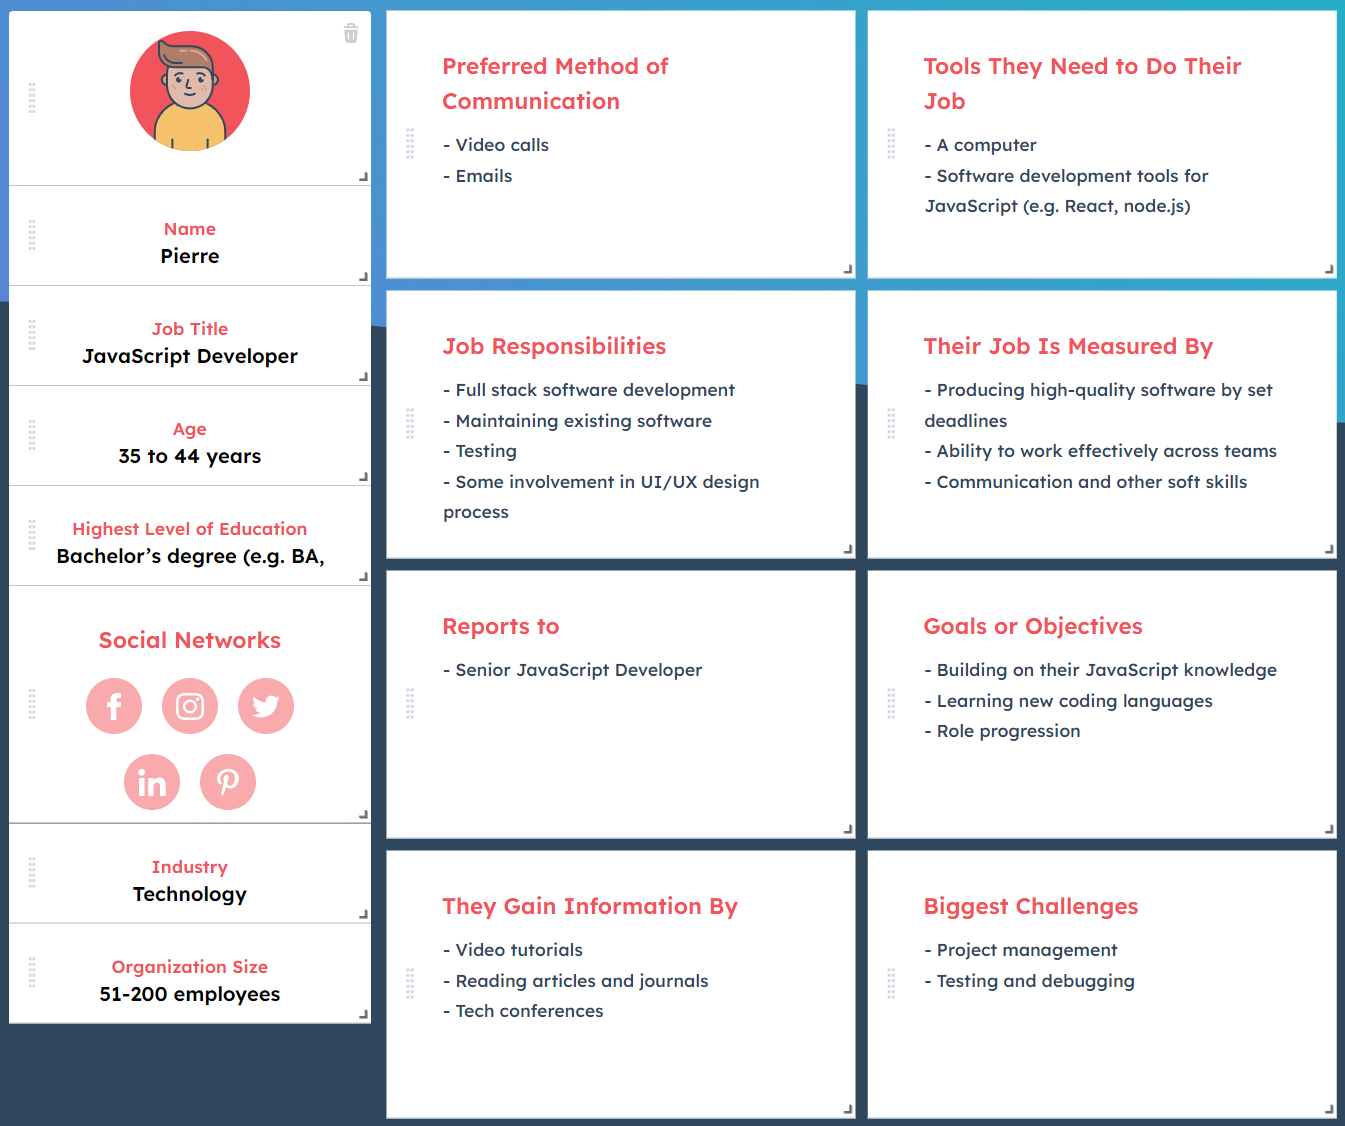 Name
Pierre
Job Title
JavaScript Developer
Age
35 to 44 years
Highest Level of Education
Bachelor’s degree (e.g. BA,
Social Networks
Industry
Technology
Organization Size
51-200 employees
Preferred Method of
Communication
- Video calls
- Emails
Tools They Need to Do Their
Job
- A computer
- Software development tools for
JavaScript (e.g. React, node.js)
Job Responsibilities
- Full stack software development
- Maintaining existing software
- Testing
- Some involvement in UI/UX design
process
Their Job Is Measured By
- Producing high-quality software by set
deadlines
- Ability to work effectively across teams
- Communication and other soft skills
Reports to
- Senior JavaScript Developer
Goals or Objectives
- Building on their JavaScript knowledge
- Learning new coding languages
- Role progression
They Gain Information By
- Video tutorials
- Reading articles and journals
- Tech conferences
Biggest Challenges
- Project management
- Testing and debugging